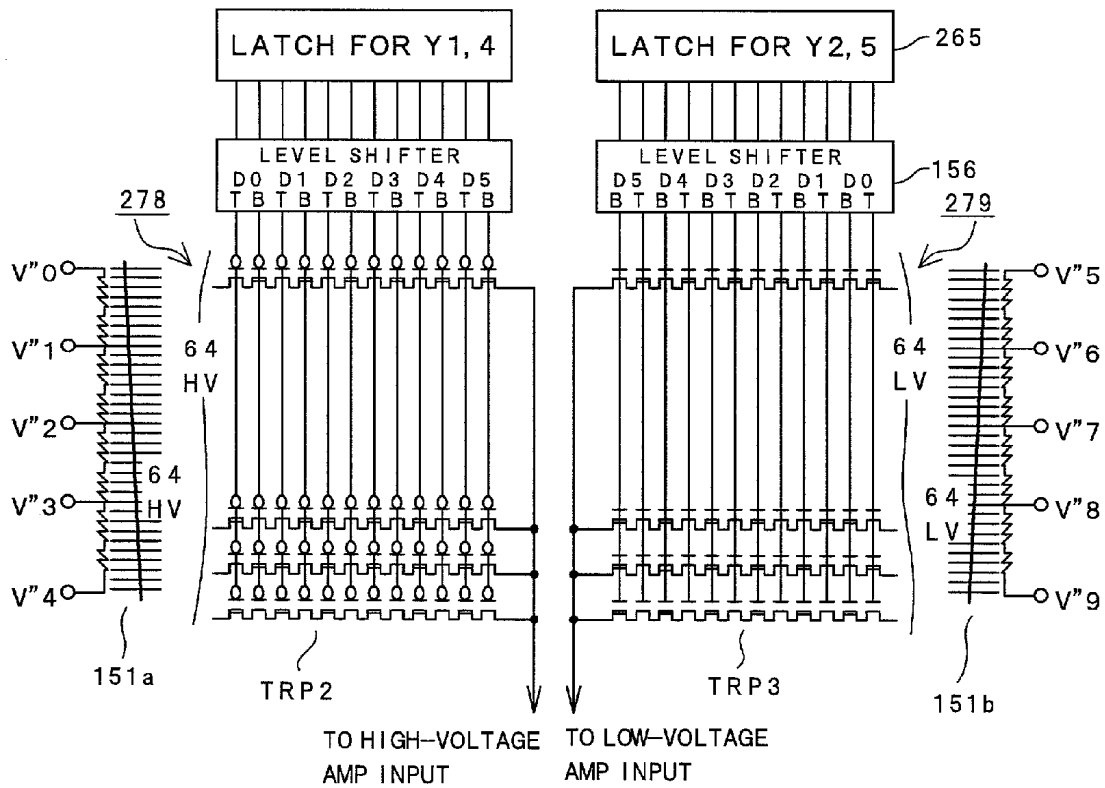 LATCH FOR Y1, 4
LATCH FOR Y2, 5
265
LEVEL SHIFTER
D0 D1 D2 D3 D4 D5
T B T B T B T B T B T B
LEVEL SHIFTER
D5 D4 D3 D2 D1 D0
B T B T B T B T B T B T
156
278
279
V"0
V"1
V"2
V"3
V"4
64
HV
64
HV
64
LV
64
LV
V"5
V"6
V"7
V"8
V"9
151a
TRP2
TRP3
151b
TO HIGH-VOLTAGE
AMP INPUT
TO LOW-VOLTAGE
AMP INPUT